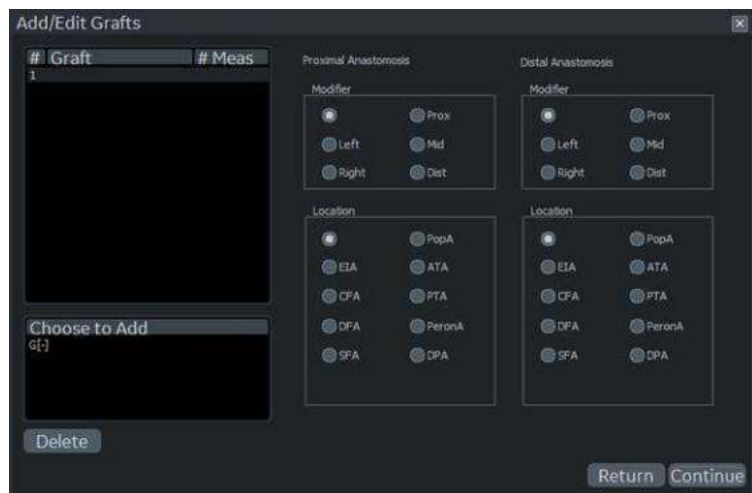 Add/Edit Grafts
# Graft # Meas
1
Choose to Add
G[-]
Delete
Proximal Anastomosis
Modifier
Prox
Left Mid
Right Dist
Location
PopA
EIA ATA
CFA PTA
DFA PeronA
SFA DPA
Distal Anastomosis
Modifier
Prox
Left Mid
Right Dist
Location
PopA
EIA ATA
CFA PTA
DFA PeronA
SFA DPA
Return Continue